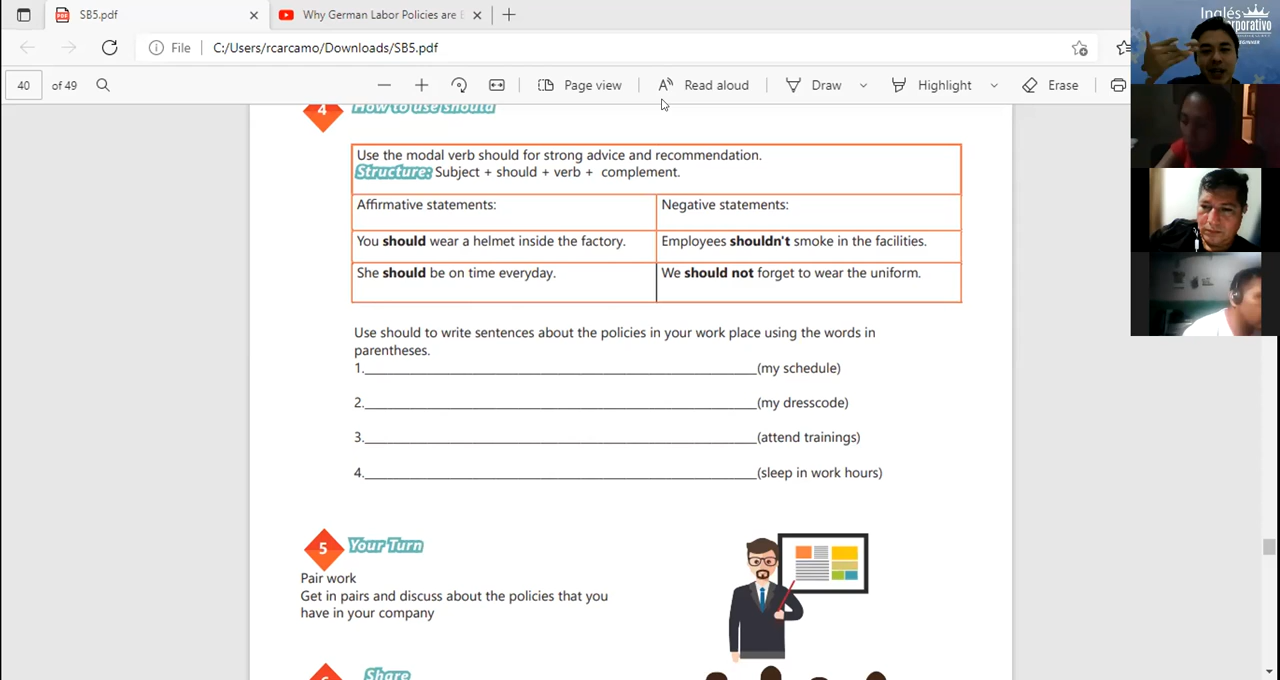 SB5.pdf
Why German Labor Policies are
File
C:/Users/rcarcamo/Downloads/SB5.pdf
40 of 49
Page view
Read aloud
Draw
Highlight
Erase
Inglés
4
How to use should
Use the modal verb should for strong advice and recommendation.
Structure: Subject + should + verb + complement.
Affirmative statements:
Negative statements:
You should wear a helmet inside the factory.
Employees shouldn't smoke in the facilities.
She should be on time everyday.
We should not forget to wear the uniform.
Use should to write sentences about the policies in your work place using the words in
parentheses.
1.______ (my schedule)
2.______ (my dresscode)
3.______ (attend trainings)
4.______ (sleep in work hours)
5
Your Turn
Pair work
Get in pairs and discuss about the policies that you
have in your company
Share